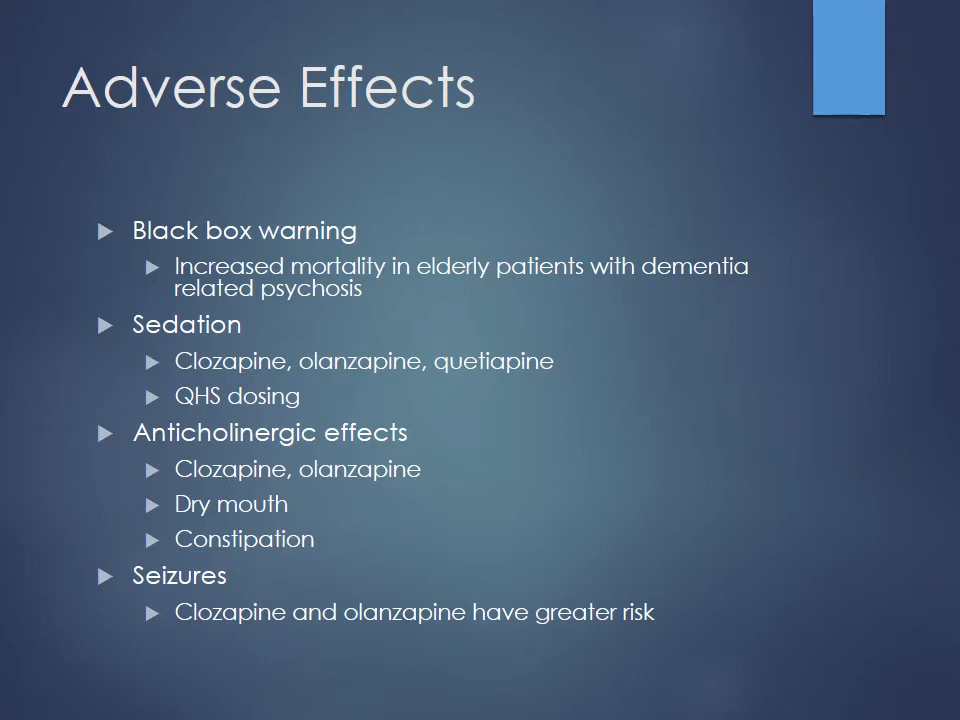 Adverse Effects
Black box warning
Increased mortality in elderly patients with dementia
related psychosis
Sedation
Clozapine, olanzapine, quetiapine
QHS dosing
Anticholinergic effects
Clozapine, olanzapine
Dry mouth
Constipation
Seizures
Clozapine and olanzapine have greater risk